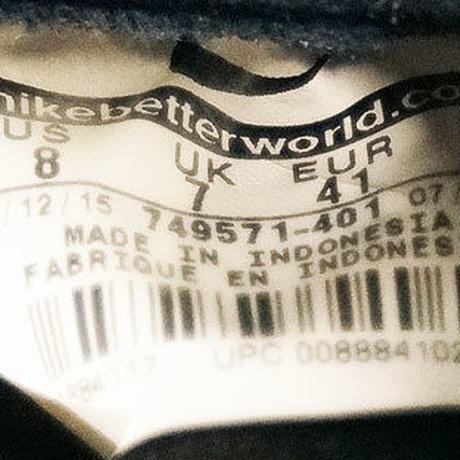 nikebetterworld.co
US UK EUR
8 7 41
/12/15 749571-401 07/
MADE IN INDONESIA
FABRIQUE EN INDONES
UPC 008884102